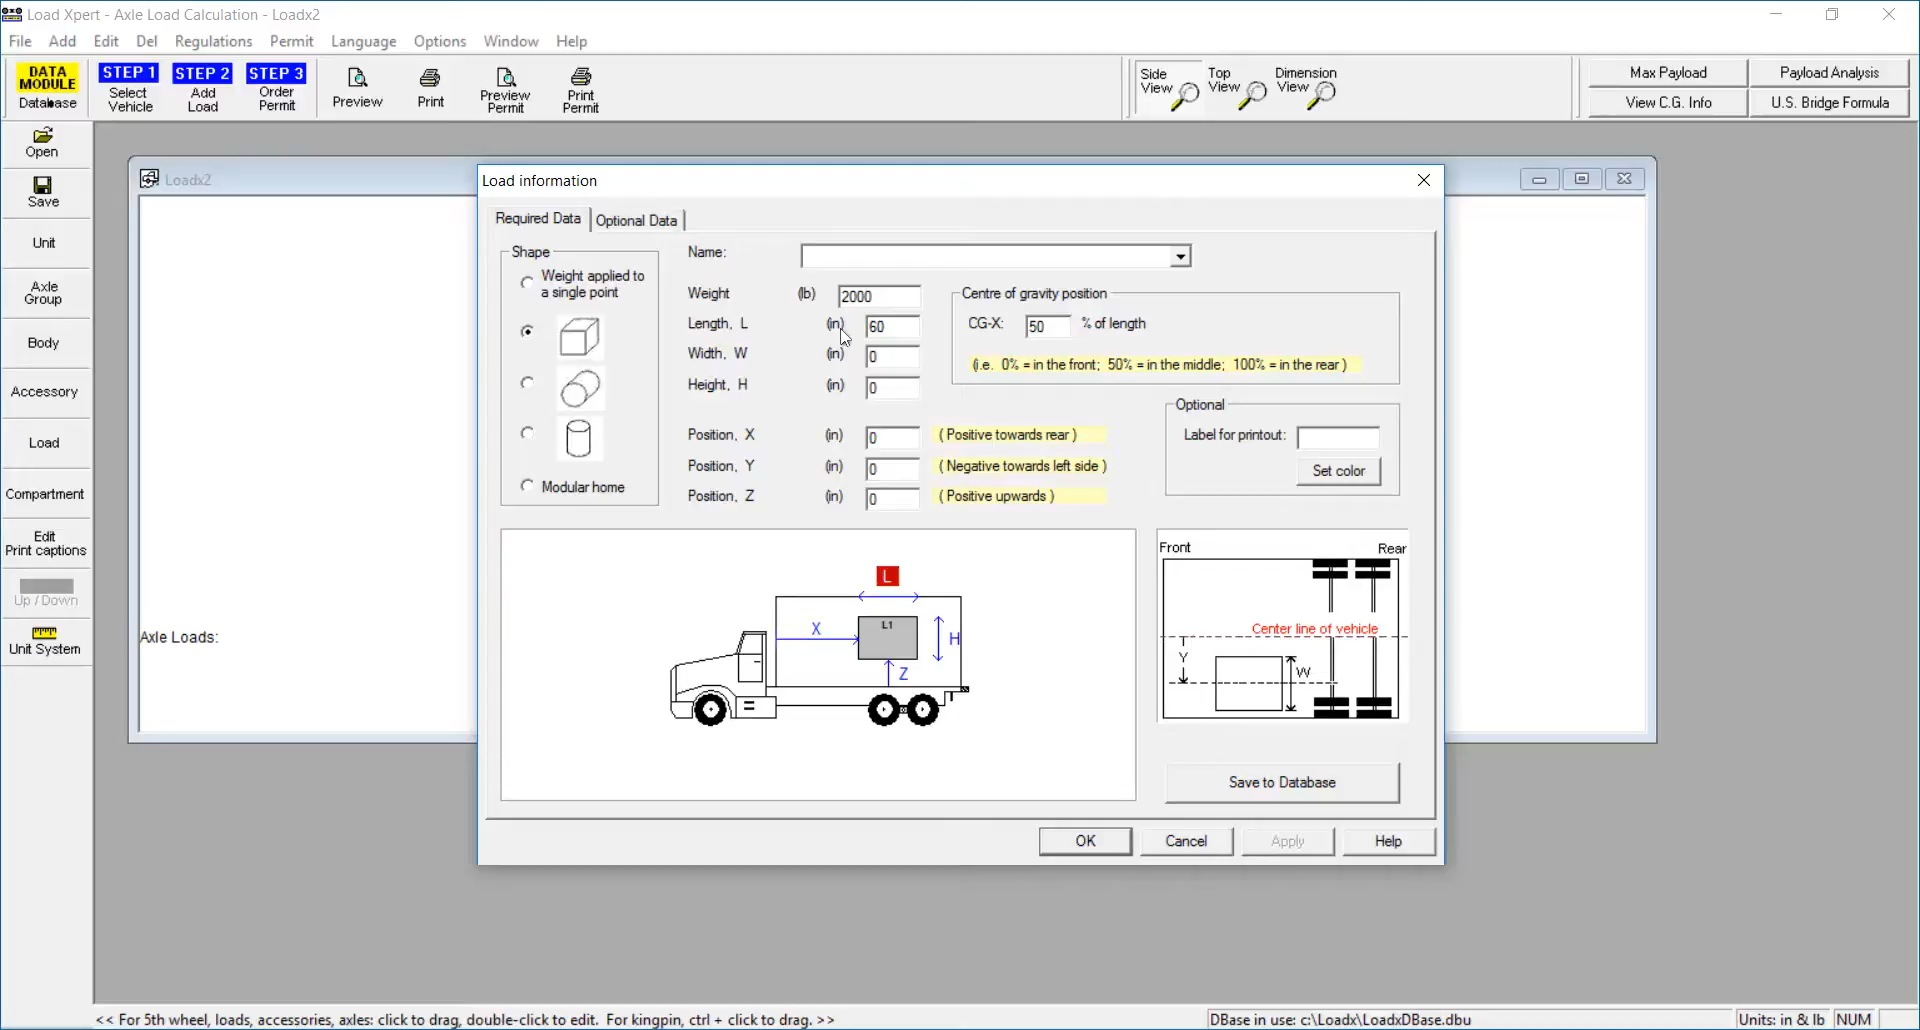 Load Xpert - Axle Load Calculation - Loadx2
File Add Edit Del Regulations Permit Language Options Window Help
DATA
MODULE
Database
STEP 1
Select
Vehicle
STEP 2
Add
Load
STEP 3
Order
Permit
Preview
Print
Preview
Permit
Print
Permit
Side
View
Top
View
Dimension
View
Max Payload
Payload Analysis
View C.G. Info
U.S. Bridge Formula
Open
Save
Unit
Axle
Group
Body
Accessory
Load
Compartment
Edit
Print captions
Up / Down
Unit System
Loadx2
Axle Loads:
Load information
Required Data
Optional Data
Shape
Weight applied to
a single point
Modular home
Name:
Weight (lb) 2000
Length, L (in) 60
Width, W (in) 0
Height, H (in) 0
Position, X (in) 0 ( Positive towards rear )
Position, Y (in) 0 ( Negative towards left side )
Position, Z (in) 0 ( Positive upwards )
Centre of gravity position
CG-X: 50 % of length
(i.e. 0% = in the front; 50% = in the middle; 100% = in the rear )
Optional
Label for printout:
Set color
L
X
L1
H
Z
Front Rear
Center line of vehicle
Y
W
Save to Database
OK Cancel Apply Help
<< For 5th wheel, loads, accessories, axles: click to drag, double-click to edit. For kingpin, ctrl + click to drag. >>
DBase in use: c:\Loadx\LoadxDBase.dbu
Units: in & lb
NUM